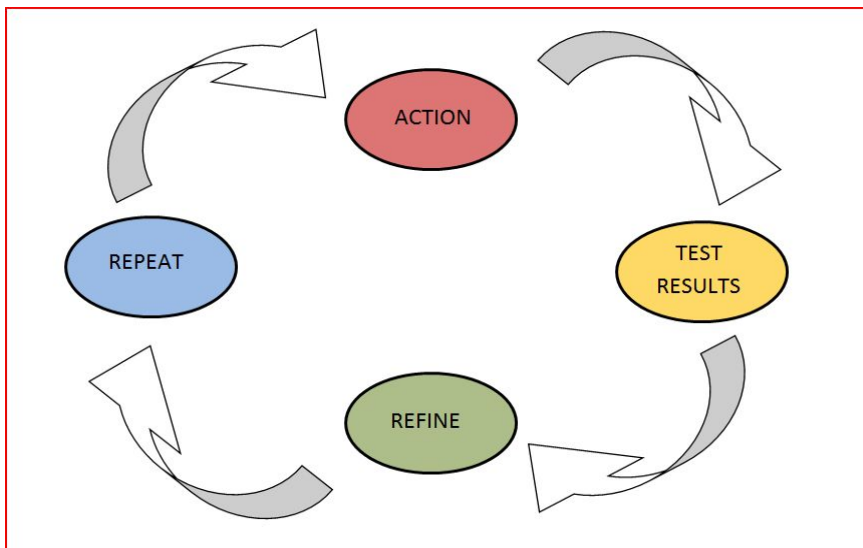 ACTION
TEST
RESULTS
REFINE
REPEAT